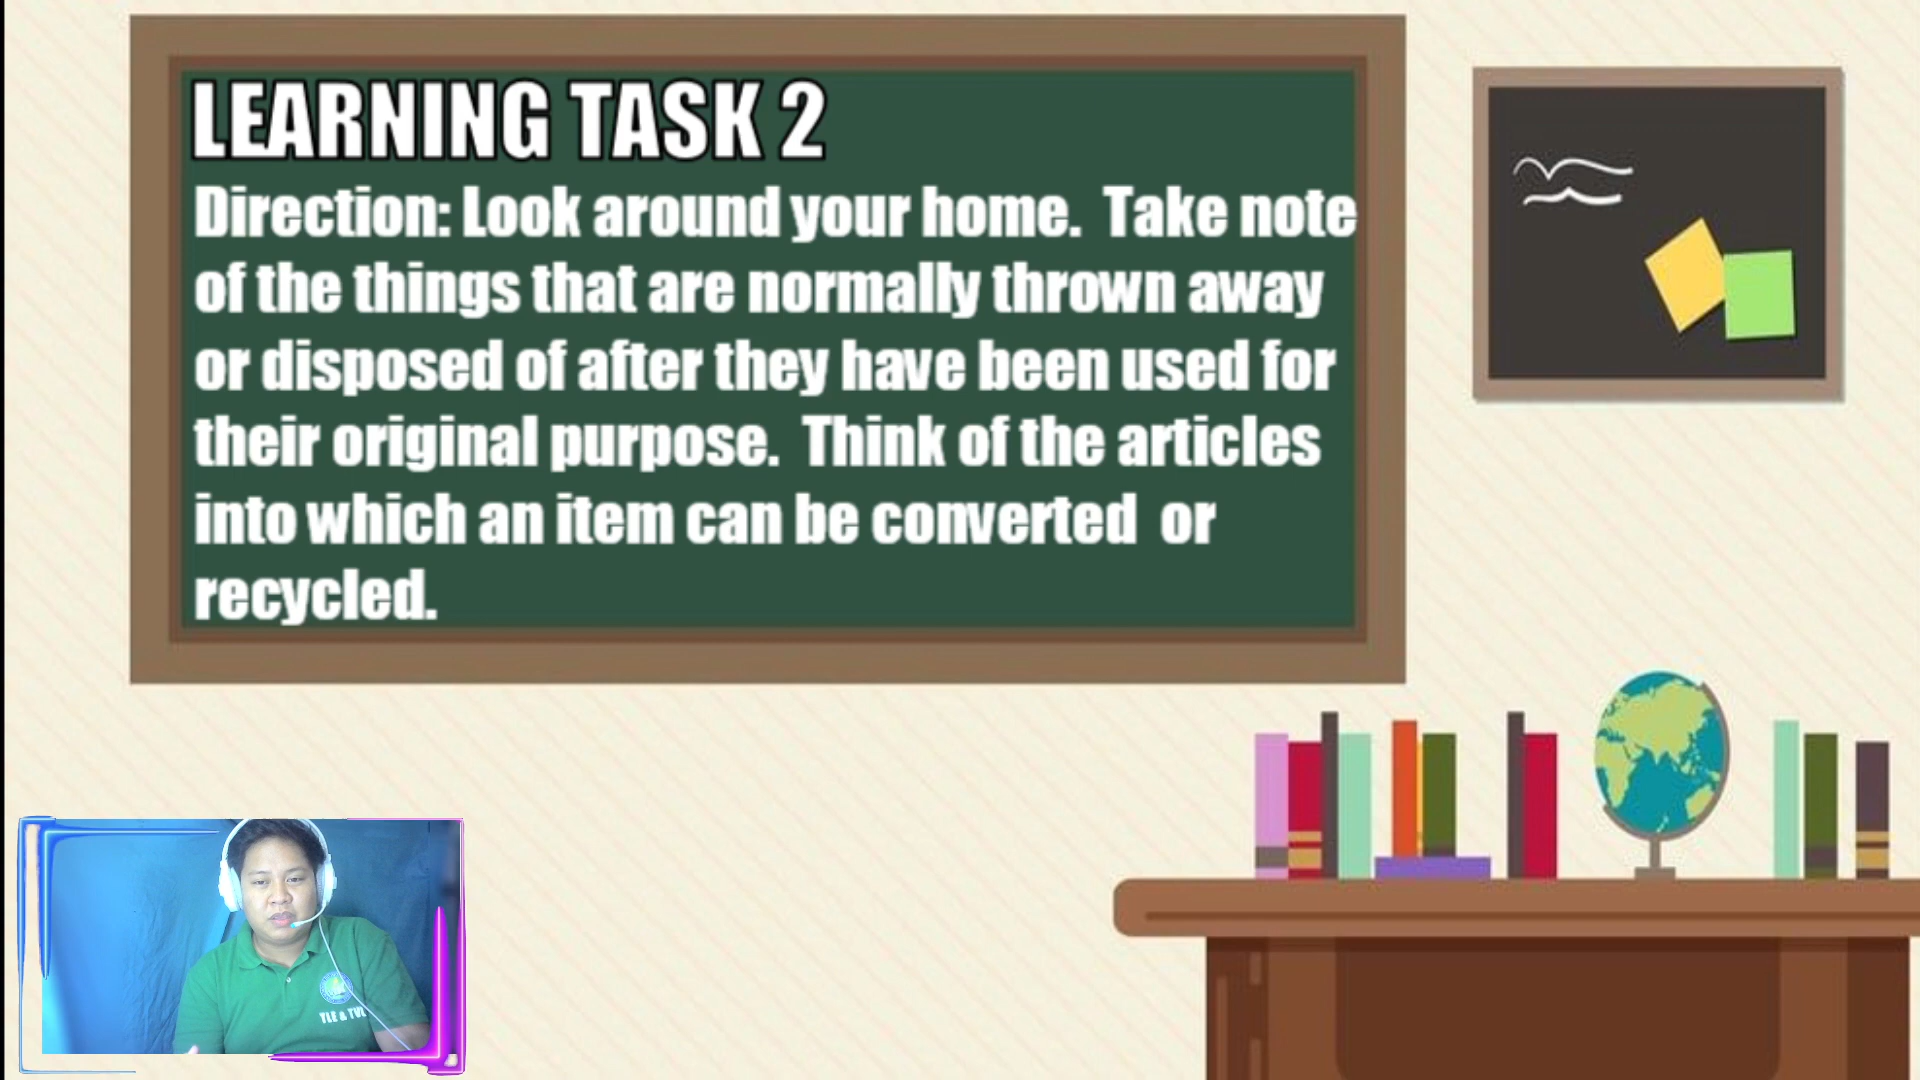 LEARNING TASK 2
Direction: Look around your home. Take note
of the things that are normally thrown away
or disposed of after they have been used for
their original purpose. Think of the articles
into which an item can be converted or
recycled.
TLE & TVL